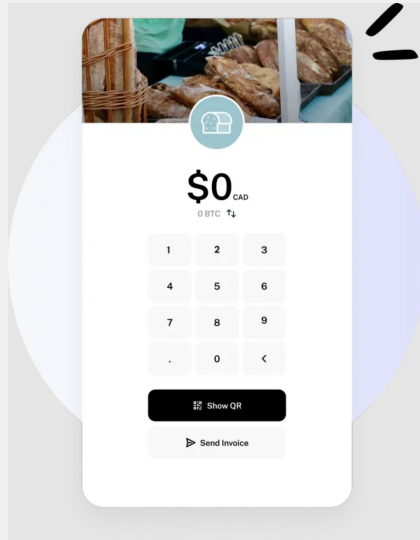 $0 CAD
0 BTC
1 2 3
4 5 6
7 8 9
. 0 <
Show QR
Send Invoice